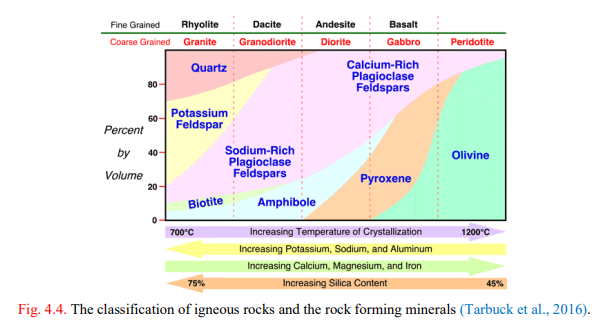 Fine Grained Rhyolite Dacite Andesite Basalt
Coarse Grained Granite Granodiorite Diorite Gabbro Peridotite
Quartz
Calcium-Rich
Plagioclase
Feldspars
80
Potassium
Feldspar
60
Percent
by
Volume
40
Sodium-Rich
Plagioclase
Feldspars
Olivine
Pyroxene
20
Biotite
Amphibole
0
700°C Increasing Temperature of Crystallization 1200°C
Increasing Potassium, Sodium, and Aluminum
Increasing Calcium, Magnesium, and Iron
75% Increasing Silica Content 45%
Fig. 4.4. The classification of igneous rocks and the rock forming minerals (Tarbuck et al., 2016).